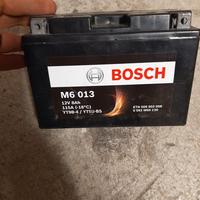 BOSCH
M6 013
12V 8Ah
115A (-18°C)
YT9B-4 / YT9B-BS